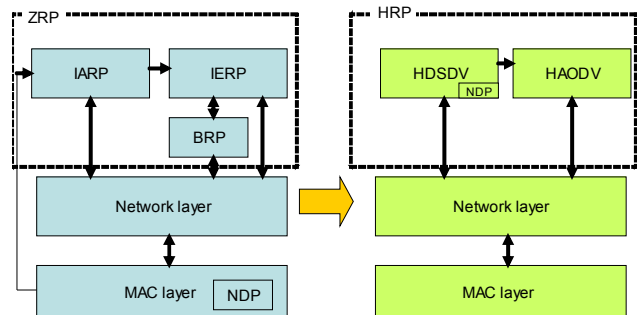 ZRP
IARP
IERP
BRP
Network layer
MAC layer
NDP
HRP
HDSDV
NDP
HAODV
Network layer
MAC layer